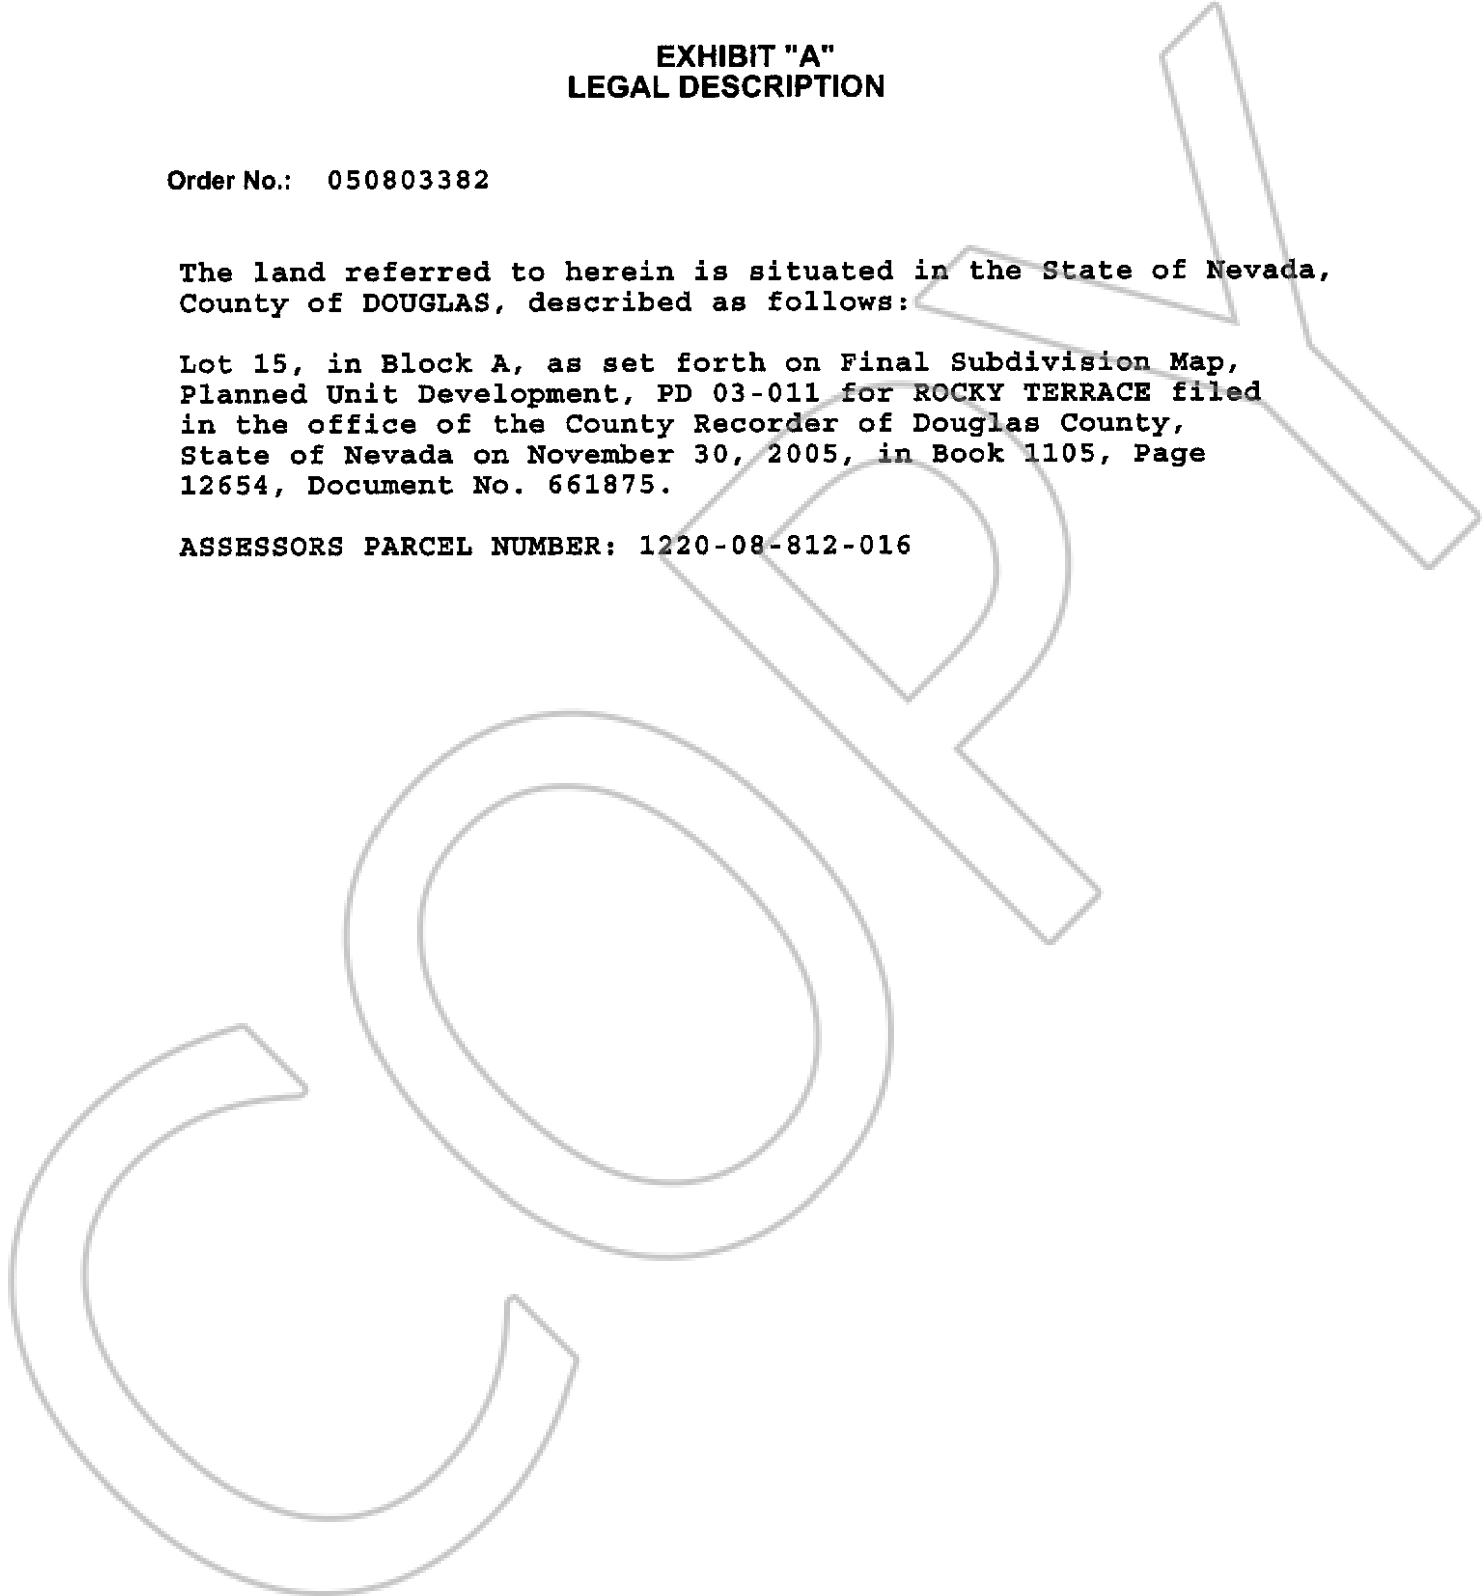 EXHIBIT "A"
LEGAL DESCRIPTION
Order No.: 050803382
The land referred to herein is situated in the State of Nevada,
County of DOUGLAS, described as follows:
Lot 15, in Block A, as set forth on Final Subdivision Map,
Planned Unit Development, PD 03-011 for ROCKY TERRACE filed
in the office of the County Recorder of Douglas County,
State of Nevada on November 30, 2005, in Book 1105, Page
12654, Document No. 661875.
ASSESSORS PARCEL NUMBER: 1220-08-812-016
COPY